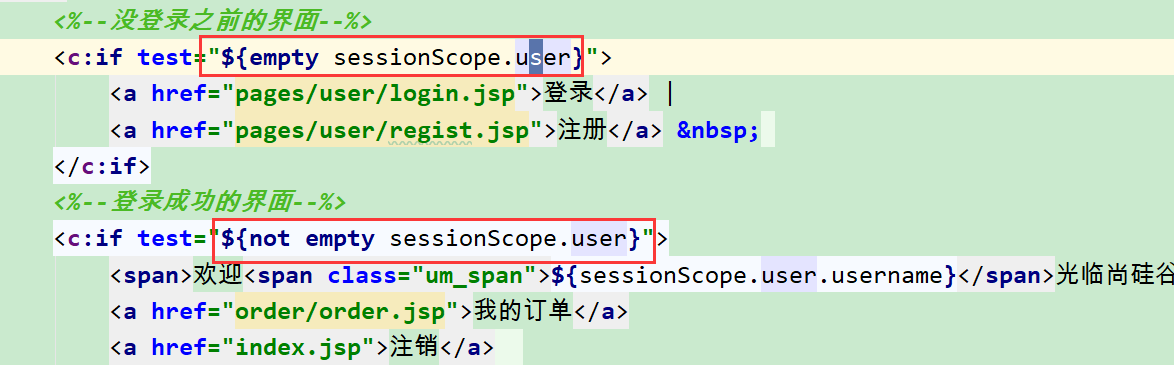 <%--没登录之前的界面--%>
<c:if test="${empty sessionScope.user}">
<a href="pages/user/login.jsp">登录</a> |
<a href="pages/user/regist.jsp">注册</a> &nbsp;
</c:if>
<%--登录成功的界面--%>
<c:if test="${not empty sessionScope.user}">
<span>欢迎<span class="um_span">${sessionScope.user.username}</span>光临尚硅谷
<a href="order/order.jsp">我的订单</a>
<a href="index.jsp">注销</a>